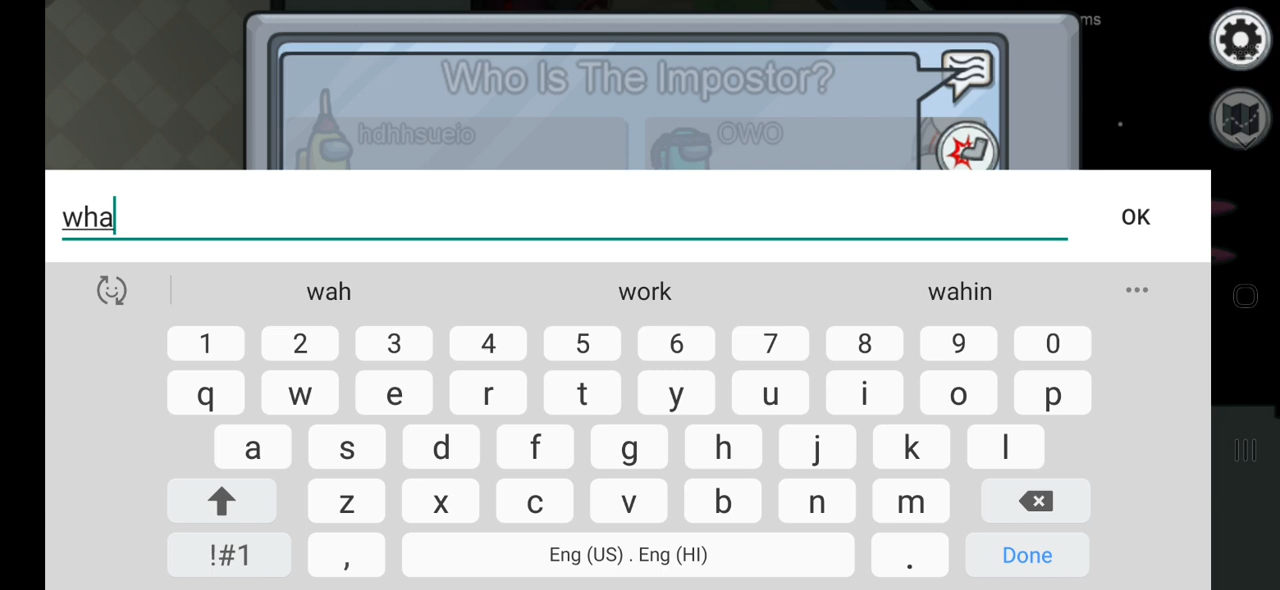 ms
Who Is The Impostor?
hdhhsueio OWO
wha OK
wah work wahin
1 2 3 4 5 6 7 8 9 0
q w e r t y u i o p
a s d f g h j k l
z x c v b n m
!#1 , Eng (US) . Eng (HI) . Done